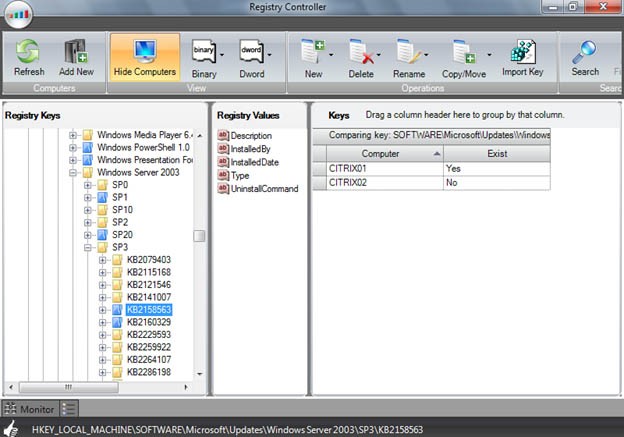 Registry Controller
Refresh
Add New
Hide Computers
binary
Binary
dword
Dword
New
Delete
Rename
Copy/Move
Import Key
Search
Computers
View
Operations
Registry Keys
Windows Media Player 6.
Windows PowerShell 1.0
Windows Presentation Fou
Windows Server 2003
SP0
SP1
SP10
SP2
SP20
SP3
KB2079403
KB2115168
KB2121546
KB2141007
KB2158563
KB2160329
KB2229593
KB2259922
KB2264107
KB2286198
Registry Values
ab Description
ab InstalledBy
ab InstalledDate
ab Type
ab UninstallCommand
Keys Drag a column header here to group by that column.
Comparing key: SOFTWARE\Microsoft\Updates\Windows
Computer Exist
CITRIX01 Yes
CITRIX02 No
Monitor
HKEY_LOCAL_MACHINE\SOFTWARE\Microsoft\Updates\Windows Server 2003\SP3\KB2158563